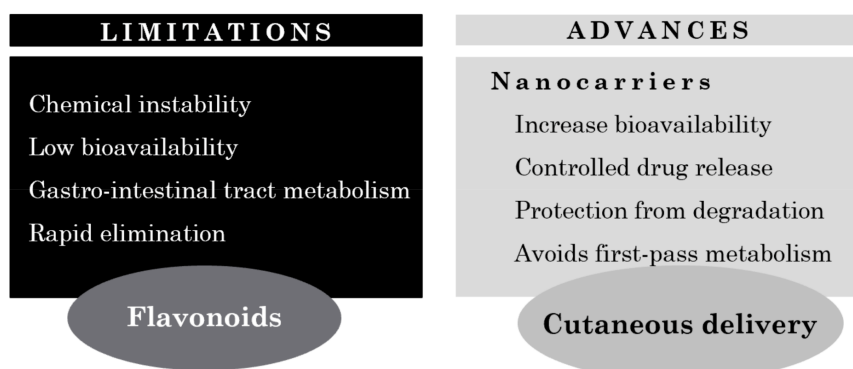 LIMITATIONS
Chemical instability
Low bioavailability
Gastro-intestinal tract metabolism
Rapid elimination
Flavonoids
ADVANCES
Nanocarriers
Increase bioavailability
Controlled drug release
Protection from degradation
Avoids first-pass metabolism
Cutaneous delivery